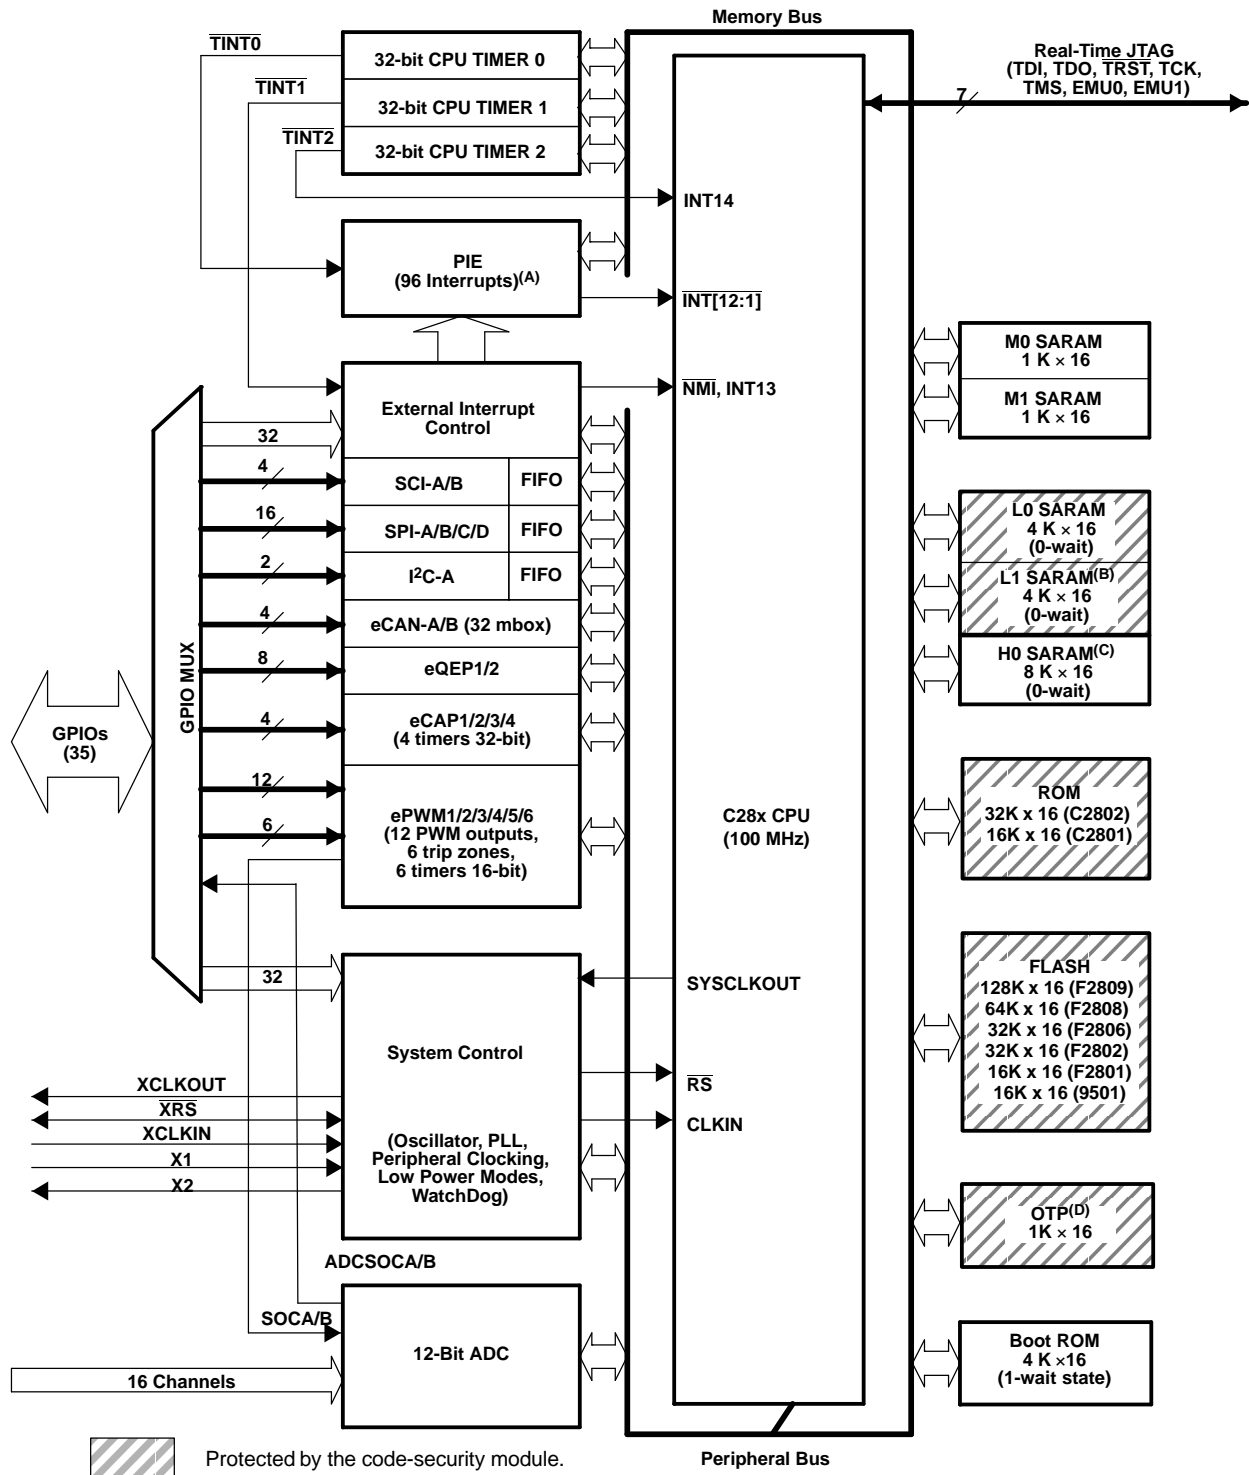 Memory Bus
TINT0
32-bit CPU TIMER 0
Real-Time JTAG
(TDI, TDO, TRST, TCK,
TMS, EMU0, EMU1)
7
TINT1
32-bit CPU TIMER 1
TINT2
32-bit CPU TIMER 2
INT14
PIE
(96 Interrupts)(A)
INT[12:1]
M0 SARAM
1 K × 16
M1 SARAM
1 K × 16
External Interrupt
Control
NMI, INT13
32
4
SCI-A/B
FIFO
16
SPI-A/B/C/D
FIFO
2
I2C-A
FIFO
4
eCAN-A/B (32 mbox)
8
eQEP1/2
4
eCAP1/2/3/4
(4 timers 32-bit)
12
6
ePWM1/2/3/4/5/6
(12 PWM outputs,
6 trip zones,
6 timers 16-bit)
GPIO MUX
GPIOs
(35)
L0 SARAM
4 K × 16
(0-wait)
L1 SARAM(B)
4 K × 16
(0-wait)
H0 SARAM(C)
8 K × 16
(0-wait)
C28x CPU
(100 MHz)
ROM
32K x 16 (C2802)
16K x 16 (C2801)
32
SYSCLKOUT
System Control
RS
CLKIN
(Oscillator, PLL,
Peripheral Clocking,
Low Power Modes,
WatchDog)
XCLKOUT
XRS
XCLKIN
X1
X2
FLASH
128K x 16 (F2809)
64K x 16 (F2808)
32K x 16 (F2806)
32K x 16 (F2802)
16K x 16 (F2801)
16K x 16 (9501)
OTP(D)
1K × 16
ADCSOCA/B
SOCA/B
12-Bit ADC
16 Channels
Boot ROM
4 K ×16
(1-wait state)
Protected by the code-security module.
Peripheral Bus